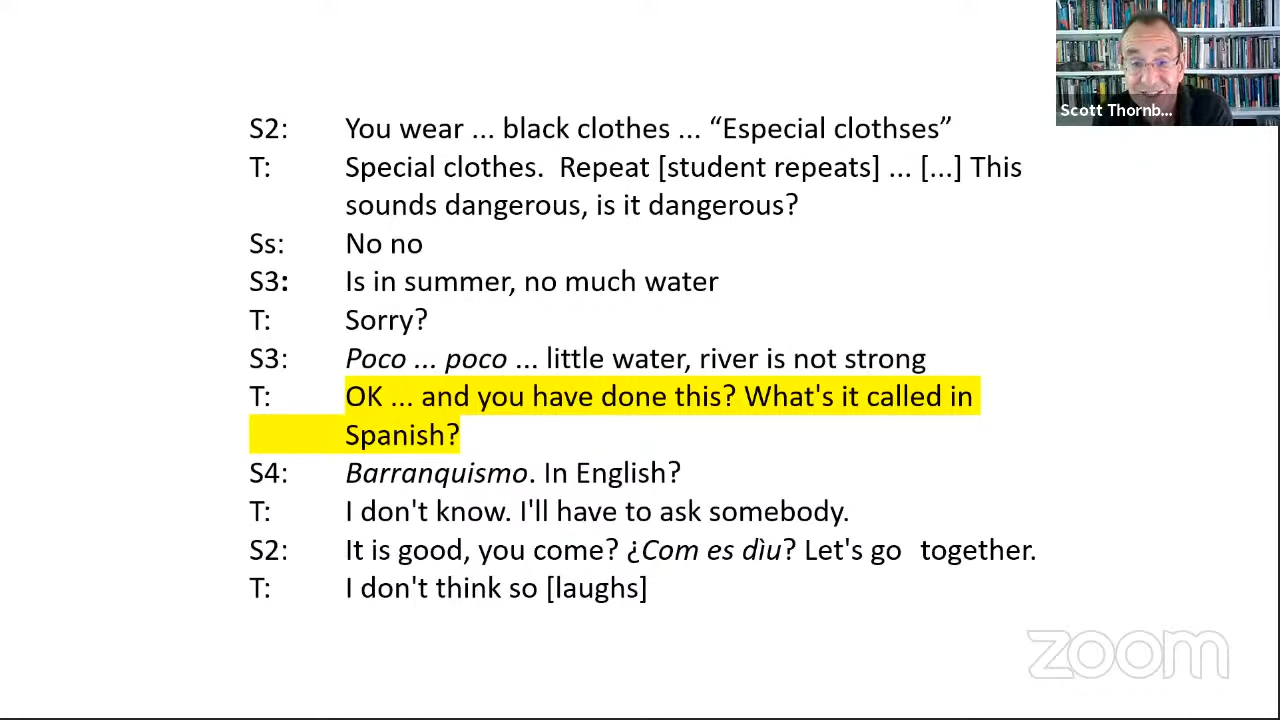 Scott Thornb...
S2: You wear ... black clothes ... “Especial clothses”
T: Special clothes. Repeat [student repeats] ... [...] This
sounds dangerous, is it dangerous?
Ss: No no
S3: Is in summer, no much water
T: Sorry?
S3: Poco ... poco ... little water, river is not strong
T: OK ... and you have done this? What's it called in
Spanish?
S4: Barranquismo. In English?
T: I don't know. I'll have to ask somebody.
S2: It is good, you come? ¿Com es dìu? Let's go together.
T: I don't think so [laughs]
zoom